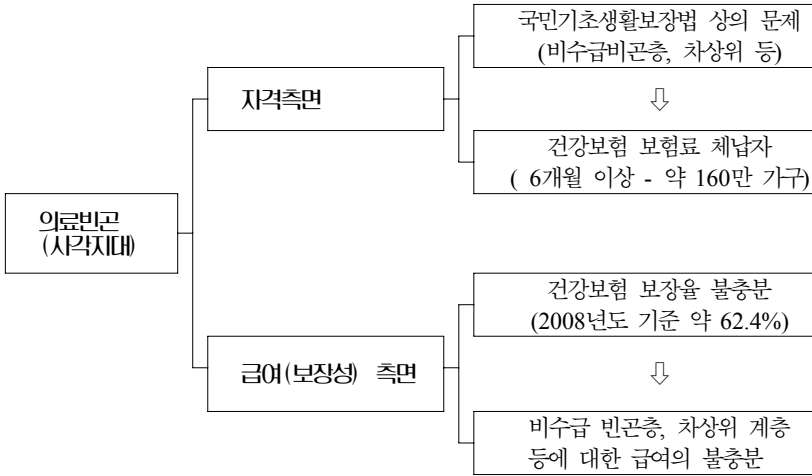 국민기초생활보장법 상의 문제
(비수급비곤층, 차상위 등)
자격측면
⇩
건강보험 보험료 체납자
( 6개월 이상 - 약 160만 가구)
의료빈곤
(사각지대)
건강보험 보장율 불충분
(2008년도 기준 약 62.4%)
급여(보장성) 측면
⇩
비수급 빈곤층, 차상위 계층
등에 대한 급여의 불충분